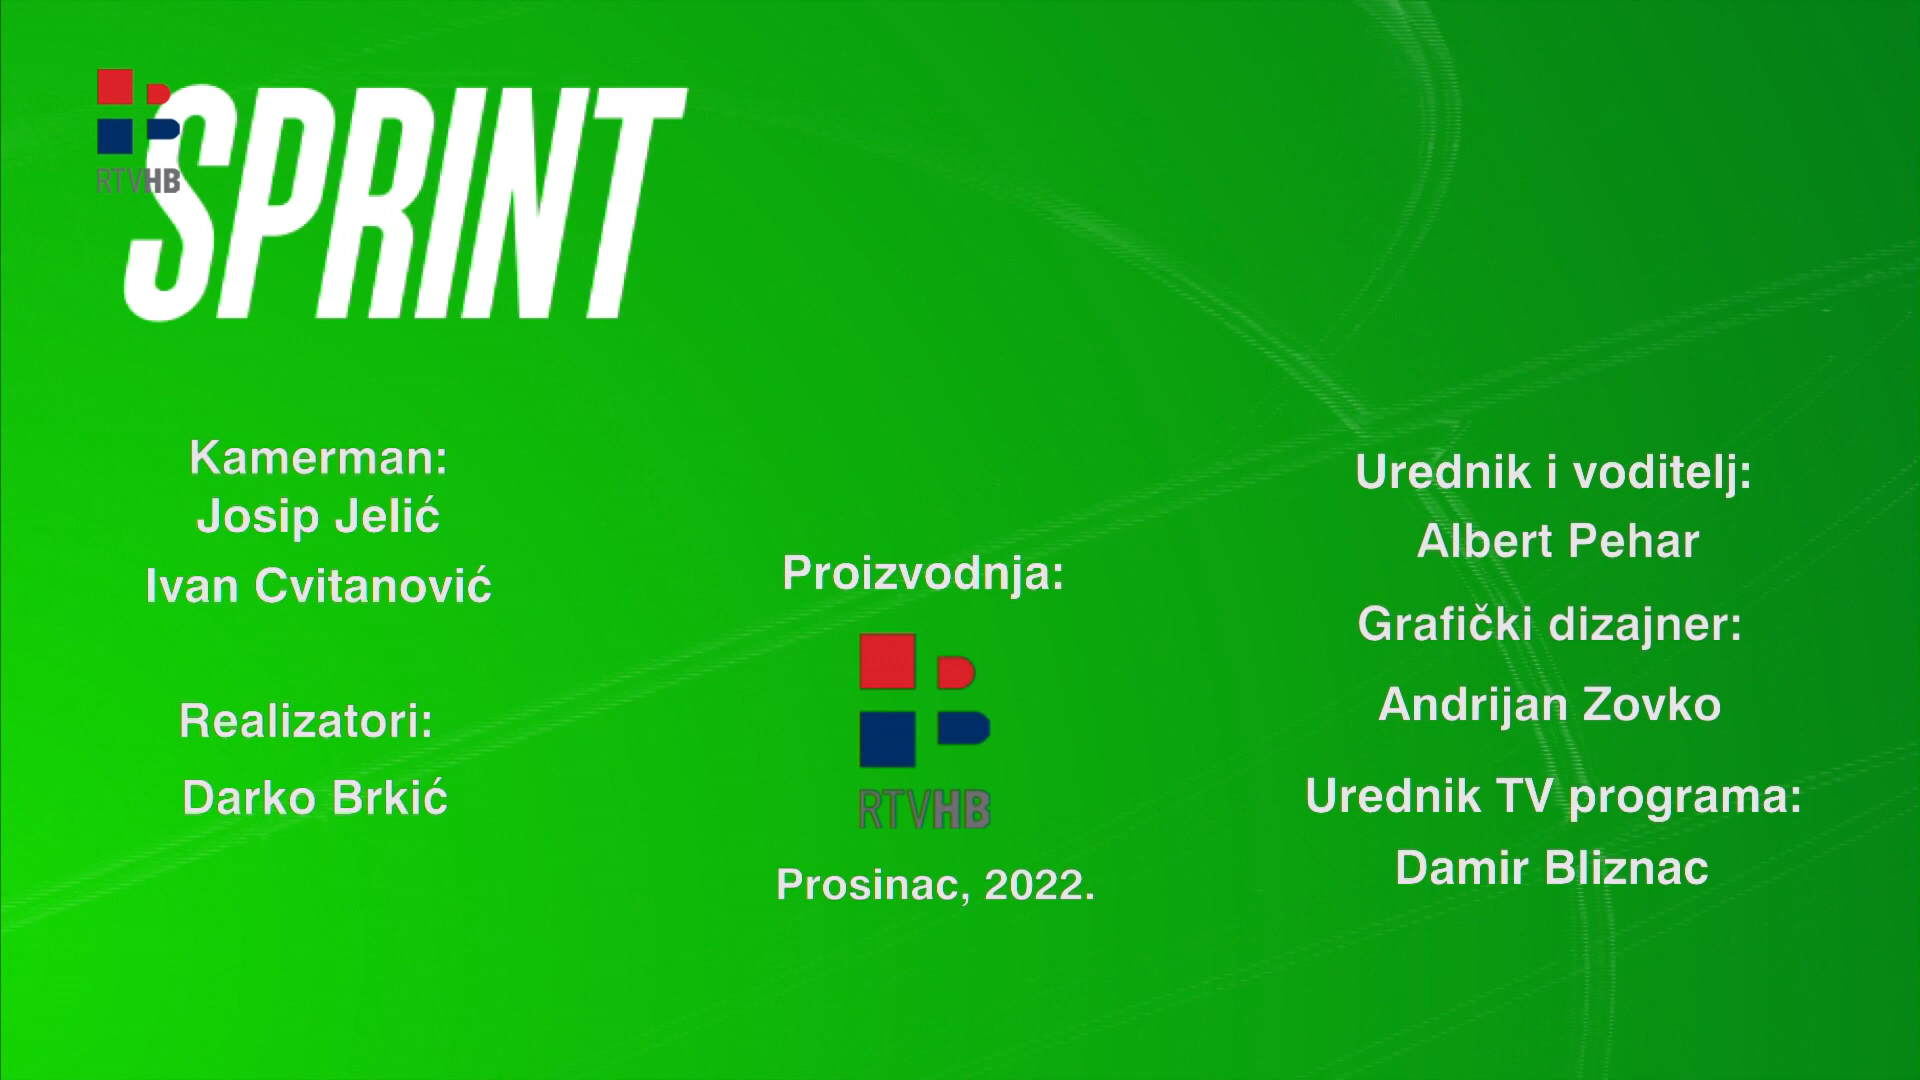 RTVHB
SPRINT
Kamerman:
Josip Jelić
Ivan Cvitanović
Realizatori:
Darko Brkić
Proizvodnja:
RTVHB
Prosinac, 2022.
Urednik i voditelj:
Albert Pehar
Grafički dizajner:
Andrijan Zovko
Urednik TV programa:
Damir Bliznac